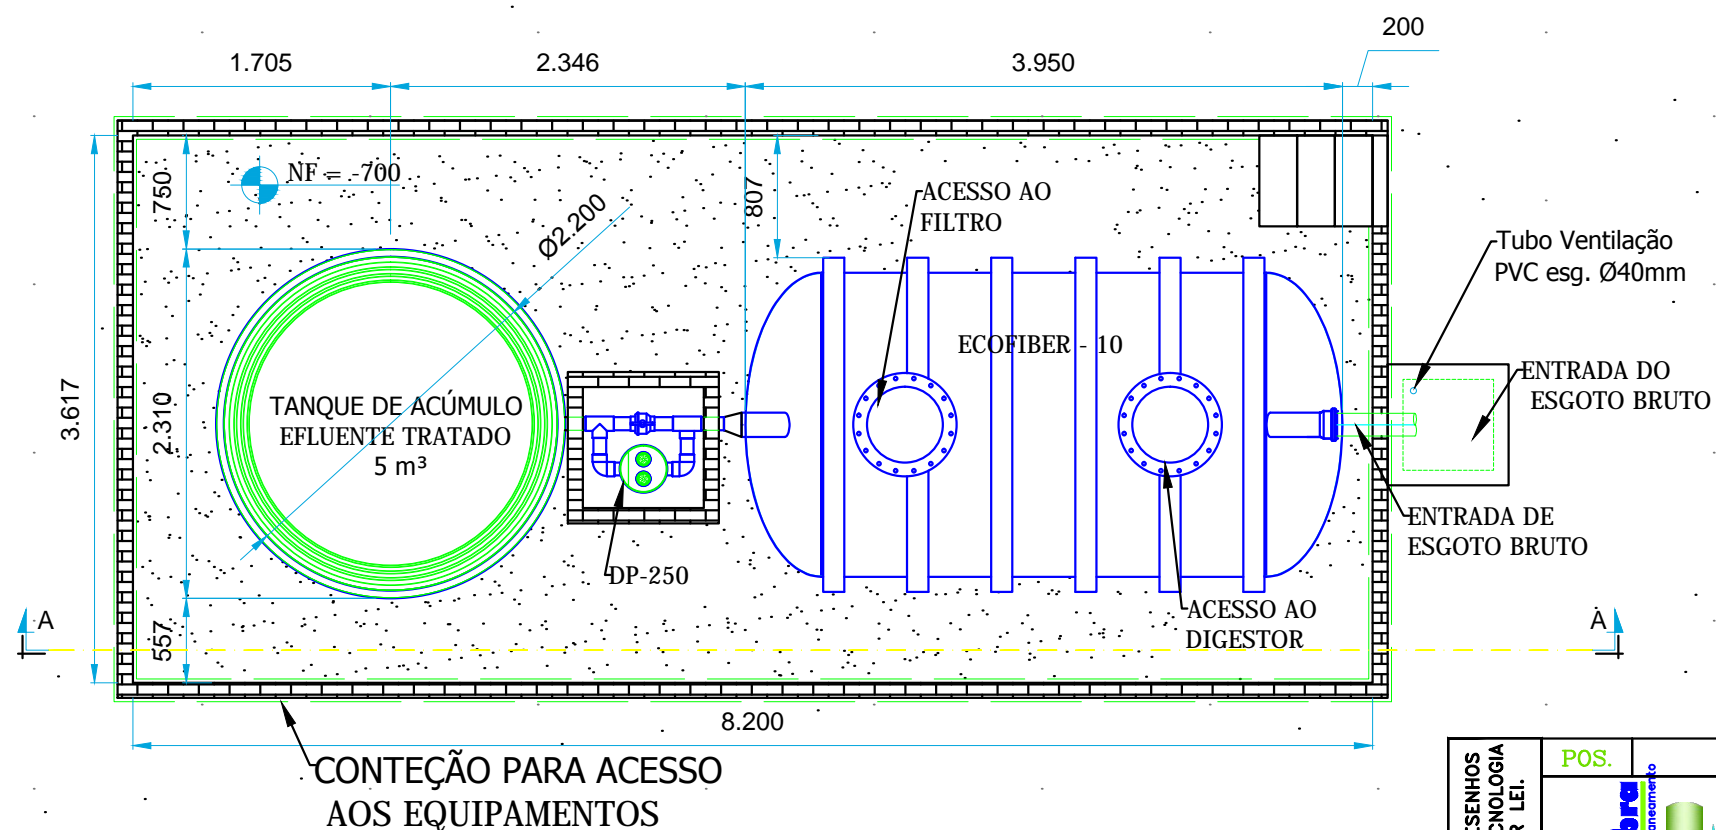 200
1.705
2.346
3.950
750
NF = -700
Ø2.200
807
ACESSO AO
FILTRO
Tubo Ventilação
PVC esg. Ø40mm
ECOFIBER - 10
ENTRADA DO
ESGOTO BRUTO
3.617
2.310
TANQUE DE ACÚMULO
EFLUENTE TRATADO
5 m³
ENTRADA DE
ESGOTO BRUTO
DP-250
ACESSO AO
DIGESTOR
A
A
557
8.200
CONTEÇÃO PARA ACESSO
AOS EQUIPAMENTOS
POS.